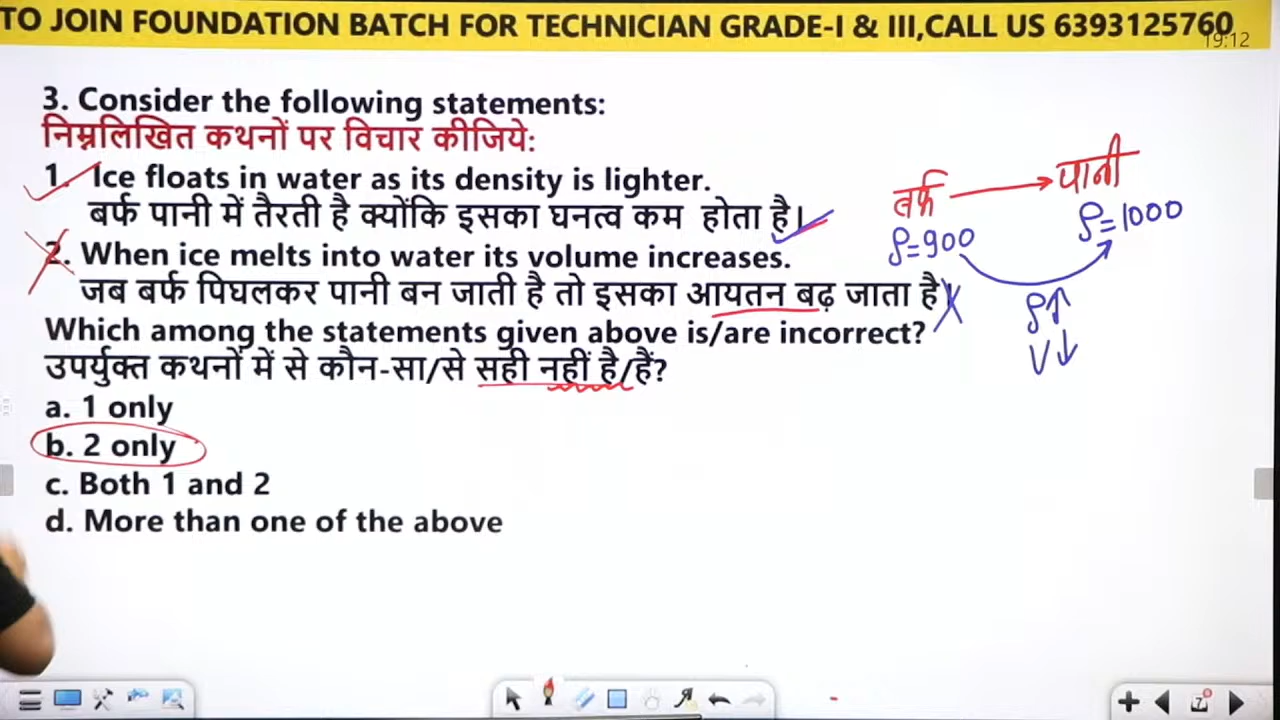 TO JOIN FOUNDATION BATCH FOR TECHNICIAN GRADE-I & III,CALL US 6393125760
19:12
3. Consider the following statements:
निम्नलिखित कथनों पर विचार कीजिये:
1. Ice floats in water as its density is lighter.
बर्फ पानी में तैरती है क्योंकि इसका घनत्व कम होता है।
2. When ice melts into water its volume increases.
जब बर्फ पिघलकर पानी बन जाती है तो इसका आयतन बढ़ जाता है।
Which among the statements given above is/are incorrect?
उपर्युक्त कथनों में से कौन-सा/से सही नहीं है/हैं?
a. 1 only
b. 2 only
c. Both 1 and 2
d. More than one of the above
बर्फ → पानी
ρ=900 ρ=1000
ρ↑
V↓
7